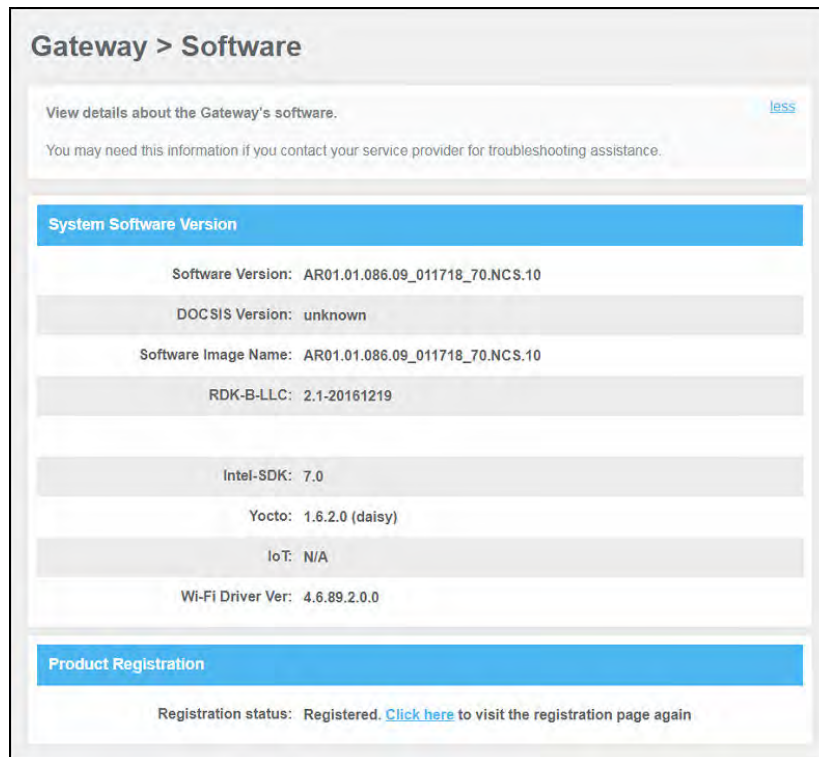 Gateway > Software
View details about the Gateway's software.
less
You may need this information if you contact your service provider for troubleshooting assistance.
System Software Version
Software Version: AR01.01.086.09_011718_70.NCS.10
DOCSIS Version: unknown
Software Image Name: AR01.01.086.09_011718_70.NCS.10
RDK-B-LLC: 2.1-20161219
Intel-SDK: 7.0
Yocto: 1.6.2.0 (daisy)
IoT: N/A
Wi-Fi Driver Ver: 4.6.89.2.0.0
Product Registration
Registration status: Registered. Click here to visit the registration page again